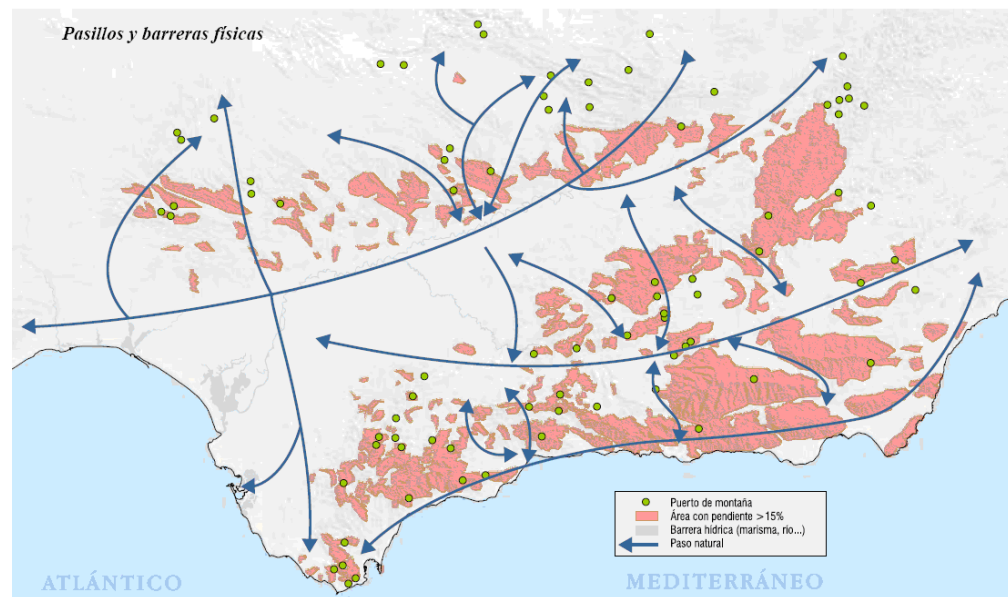 Pasillos y barreras físicas
Puerto de montaña
Área con pendiente >15%
Barrera hídrica (marisma, río...)
Paso natural
ATLÁNTICO
MEDITERRÁNEO